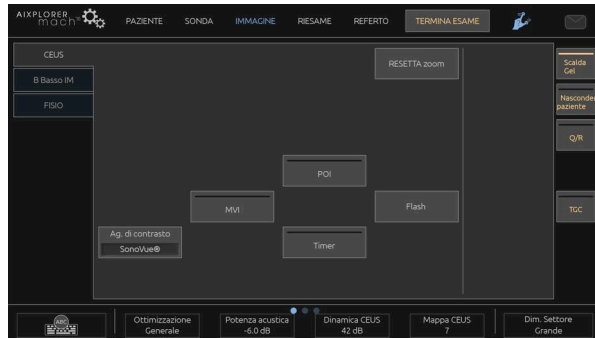 AIXPLORER
mach
PAZIENTE
SONDA
IMMAGINE
RIESAME
REFERTO
TERMINA ESAME
CEUS
B Basso IM
FISIO
RESETTA zoom
POI
MVI
Flash
Ag. di contrasto
SonoVue®
Timer
Scalda
Gel
Nasconder
paziente
Q/R
TGC
ABC
Ottimizzazione
Generale
Potenza acustica
-6.0 dB
Dinamica CEUS
42 dB
Mappa CEUS
7
Dim. Settore
Grande